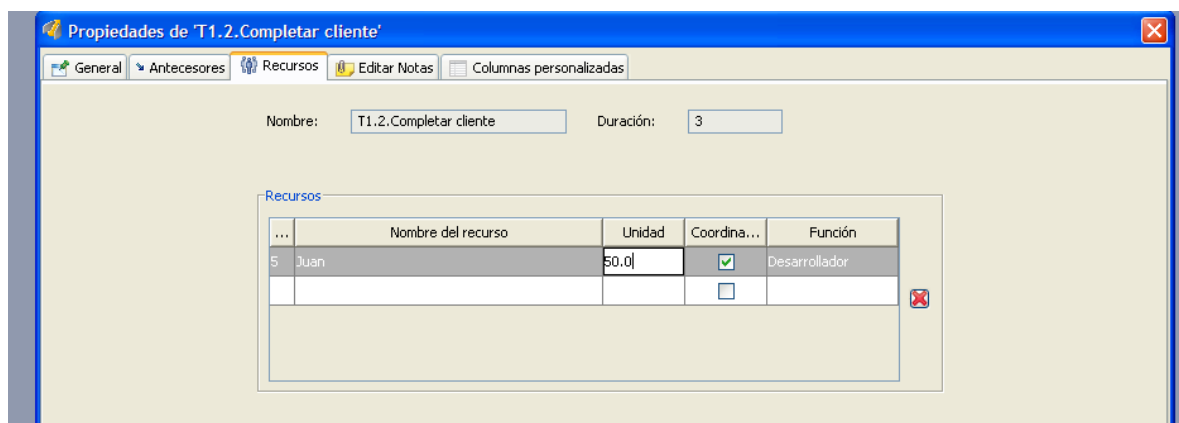 Propiedades de 'T1.2.Completar cliente'
General Antecesores Recursos Editar Notas Columnas personalizadas
Nombre: T1.2.Completar cliente Duración: 3
Recursos
... Nombre del recurso Unidad Coordina... Función
5 Juan 50.0 Desarrollador